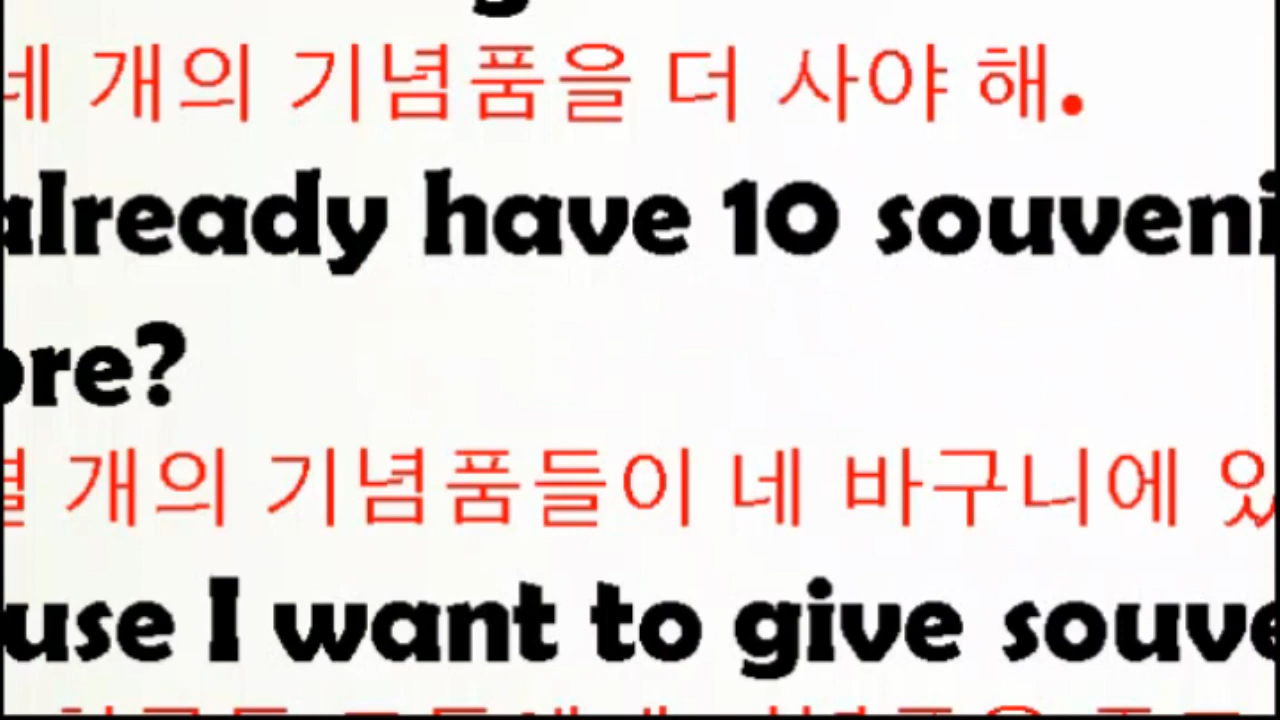 네 개의 기념품을 더 사야 해.
already have 10 souveni
ore?
개의 기념품들이 네 바구니에 있
use I want to give souve